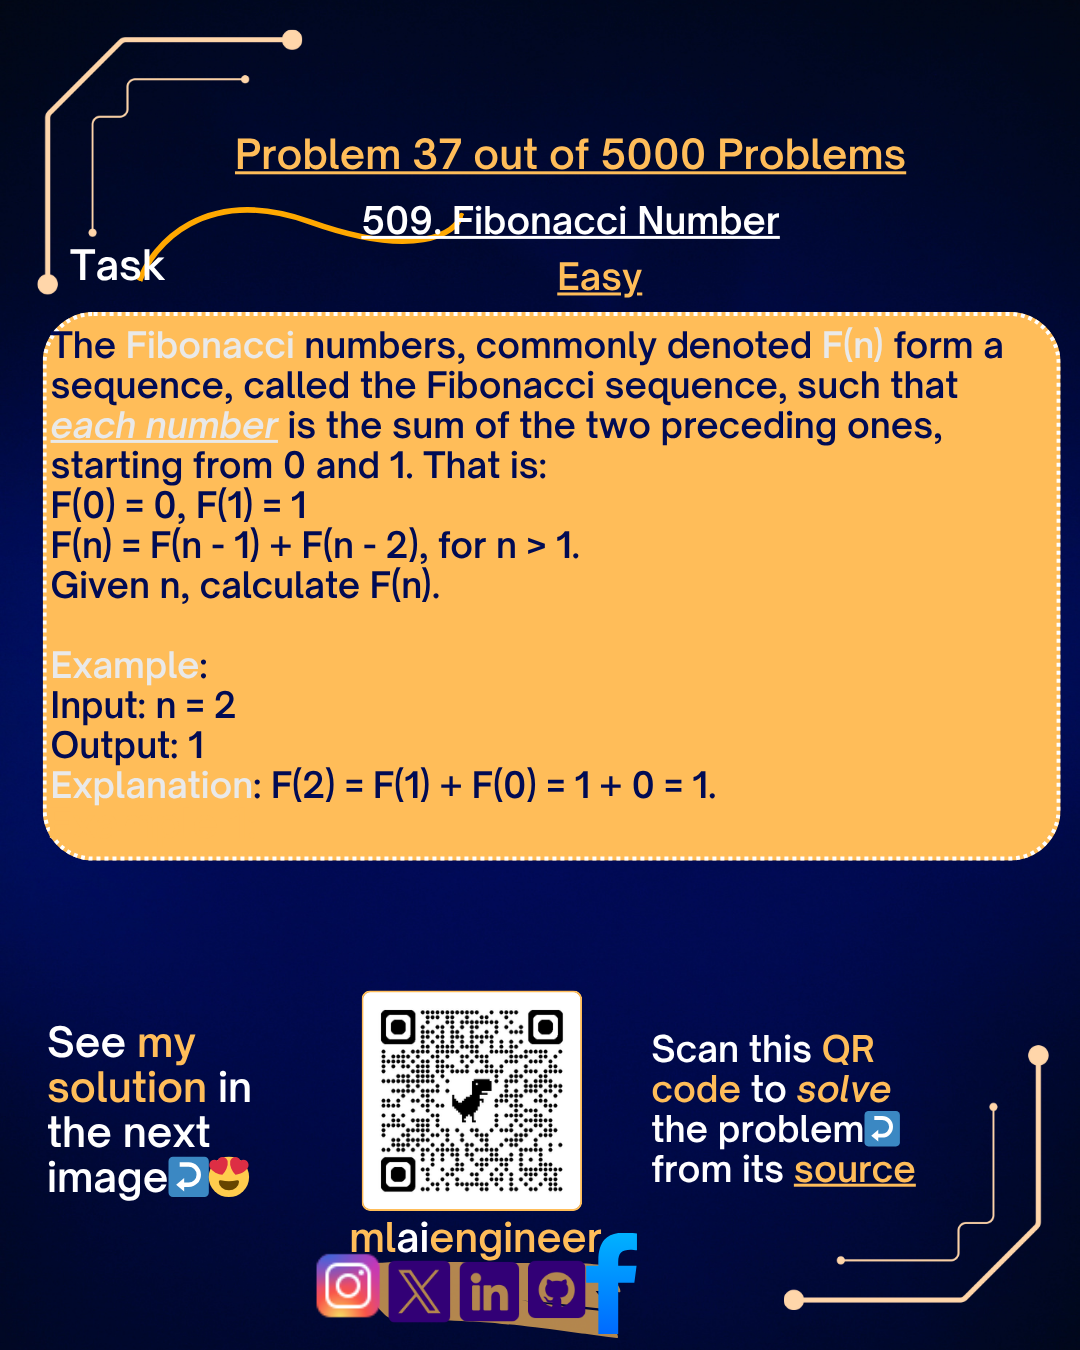 Problem 37 out of 5000 Problems
509. Fibonacci Number
Task
Easy
The Fibonacci numbers, commonly denoted F(n) form a
sequence, called the Fibonacci sequence, such that
each number is the sum of the two preceding ones,
starting from 0 and 1. That is:
F(0) = 0, F(1) = 1
F(n) = F(n - 1) + F(n - 2), for n > 1.
Given n, calculate F(n).
Example:
Input: n = 2
Output: 1
Explanation: F(2) = F(1) + F(0) = 1 + 0 = 1.
See my
solution in
the next
image
Scan this QR
code to solve
the problem
from its source
mlaiengineer